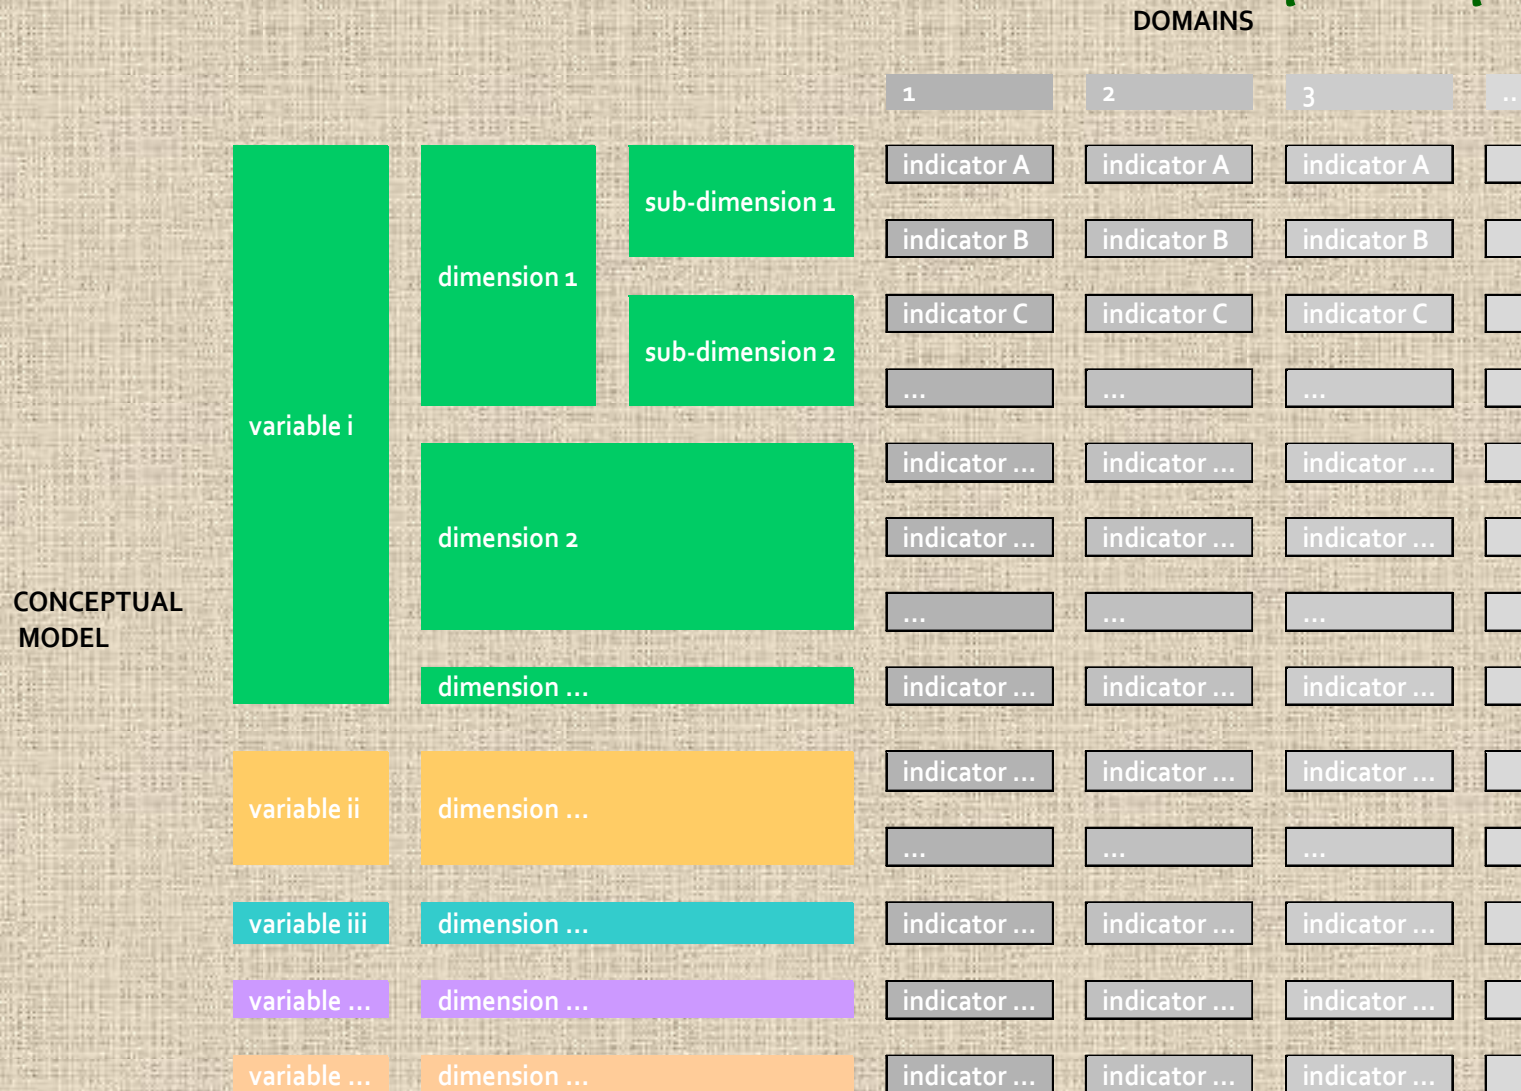 DOMAINS
1 2 3 ..
indicator A indicator A indicator A
sub-dimension 1
indicator B indicator B indicator B
dimension 1
indicator C indicator C indicator C
sub-dimension 2
... ... ...
variable i
indicator ... indicator ... indicator ...
dimension 2
indicator ... indicator ... indicator ...
CONCEPTUAL
MODEL
... ... ...
dimension ...
indicator ... indicator ... indicator ...
indicator ... indicator ... indicator ...
variable ii dimension ...
... ... ...
variable iii dimension ... indicator ... indicator ... indicator ...
variable ... dimension ... indicator ... indicator ... indicator ...
variable ... dimension ... indicator ... indicator ... indicator ...